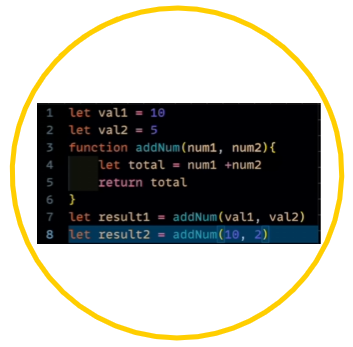 1 let val1 = 10
2 let val2 = 5
3 function addNum(num1, num2){
4 let total = num1 +num2
5 return total
6 }
7 let result1 = addNum(val1, val2)
8 let result2 = addNum(10, 2)